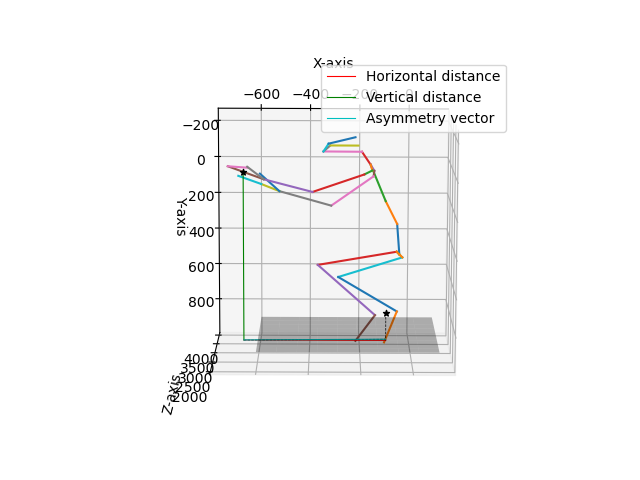 X-axis
Horizontal distance
Vertical distance
Asymmetry vector
−600 −400 −200 0
−200
0
200
400
600
800
Y-axis
4000
3500
3000
2500
2000
Z-axis